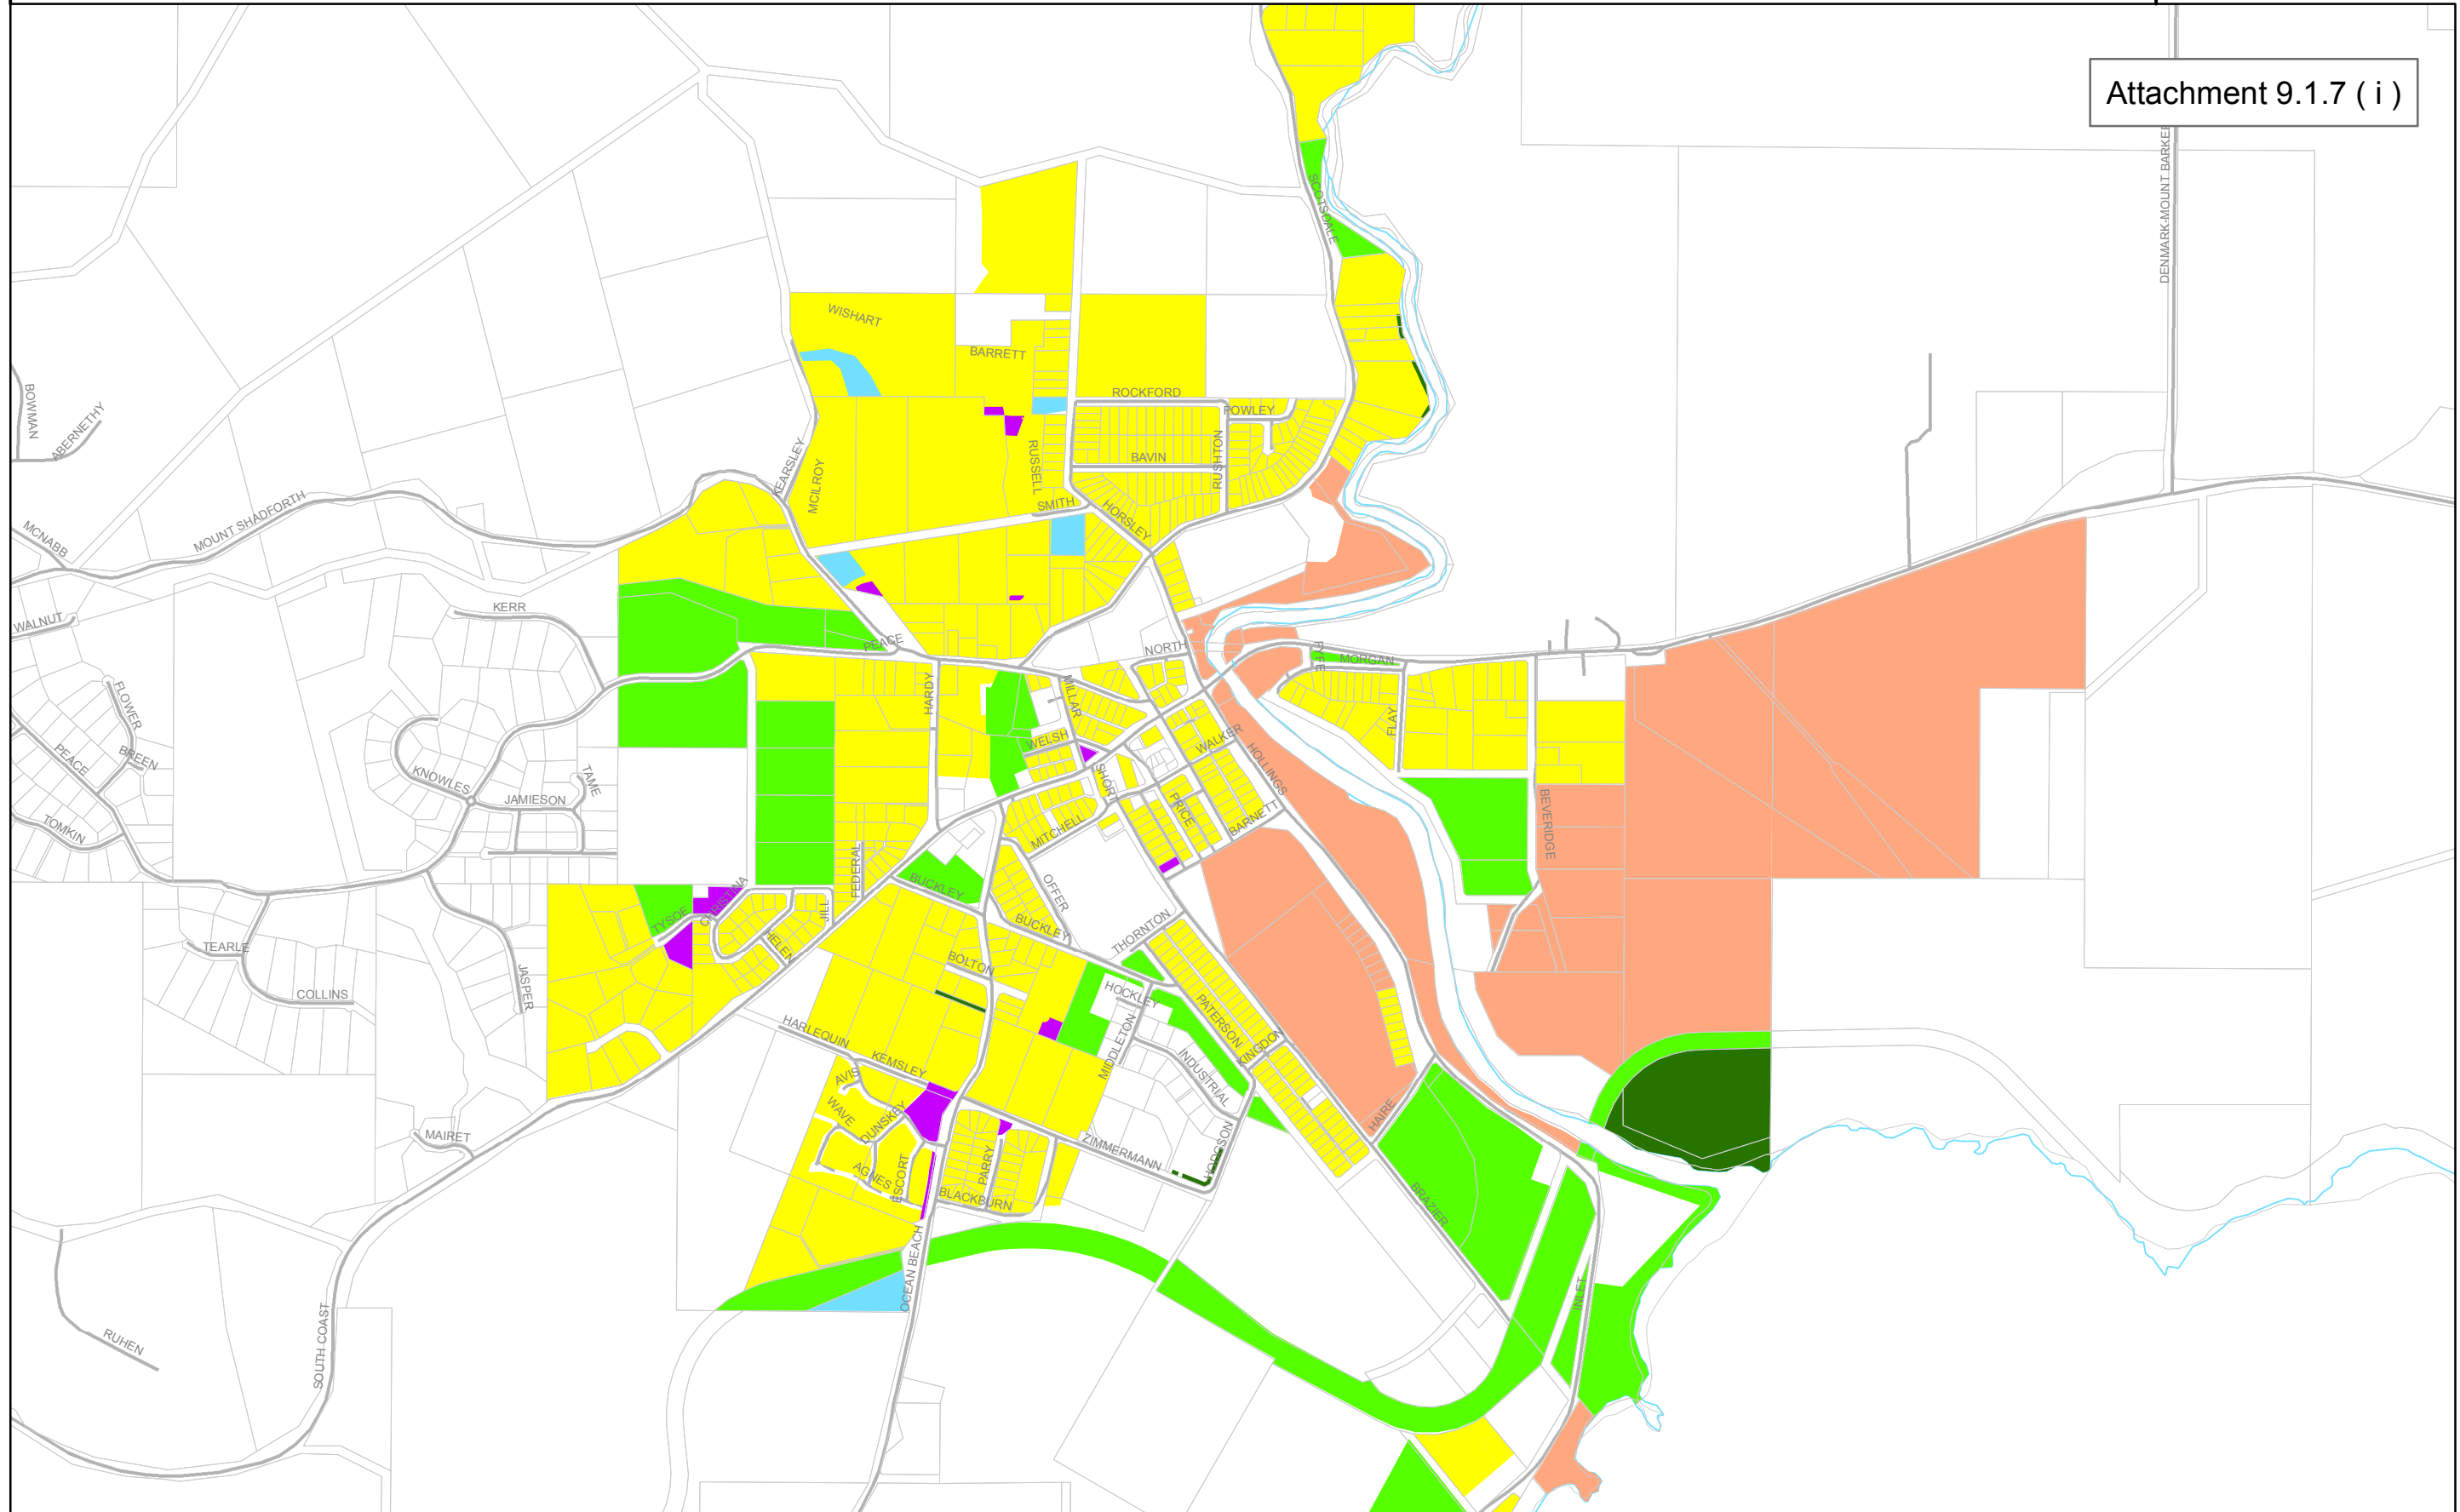 Attachment 9.1.7 ( i )
SCOTSDALE
DENMARK-MOUNT BARKER
WISHART
BARRETT
BOWMAN
ABERNETHY
ROCKFORD
POWLEY
KEARSLEY
MCILROY
RUSSELL
BAVIN
RUSHTON
SMITH
HORSLEY
MOUNT SHADFORTH
MCNABB
KERR
WALNUT
PEACE
NORTH
FYFE
MORGAN
HARDY
MILLAR
FLOWER
BREEN
PEACE
WELSH
WALKER
FLAY
HOLLINGS
KNOWLES
TAME
JAMIESON
SHORT
PRICE
BARNETT
BEVERIDGE
TOMKIN
MITCHELL
FEDERAL
BUCKLEY
OFFER
CHRISTINA
TYSOE
JILL
HELEN
BUCKLEY
THORNTON
TEARLE
BOLTON
JASPER
COLLINS
HOCKLEY
PATERSON
MIDDLETON
KINGDON
HARLEQUIN
KEMSLEY
INDUSTRIAL
AVIS
WAVE
DUNSKEY
HAIRE
MAIRET
ZIMMERMANN
HODGSON
PARRY
AGNES
ESCORT
BLACKBURN
BRAZIER
OCEAN BEACH
INLET
RUHEN
SOUTH COAST